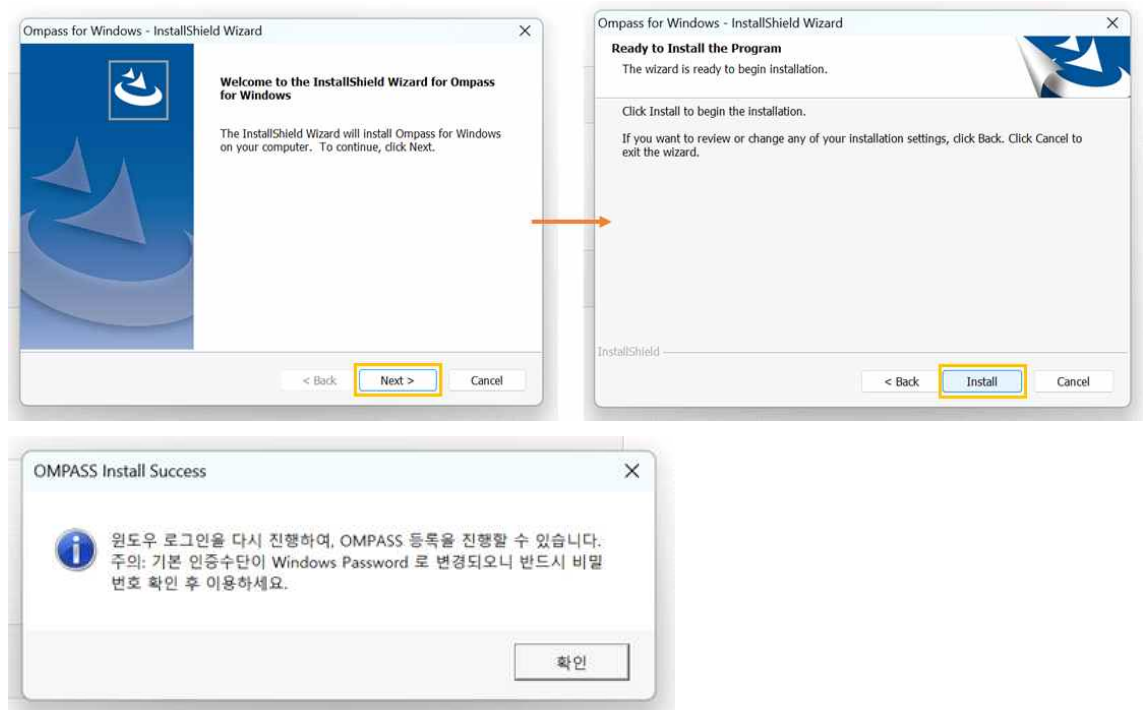 Ompass for Windows - InstallShield Wizard
Welcome to the InstallShield Wizard for Ompass
for Windows
The InstallShield Wizard will install Ompass for Windows
on your computer. To continue, click Next.
< Back
Next >
Cancel
Ompass for Windows - InstallShield Wizard
Ready to Install the Program
The wizard is ready to begin installation.
Click Install to begin the installation.
If you want to review or change any of your installation settings, click Back. Click Cancel to
exit the wizard.
InstallShield
< Back
Install
Cancel
OMPASS Install Success
윈도우 로그인을 다시 진행하여, OMPASS 등록을 진행할 수 있습니다.
주의: 기본 인증수단이 Windows Password 로 변경되오니 반드시 비밀
번호 확인 후 이용하세요.
확인